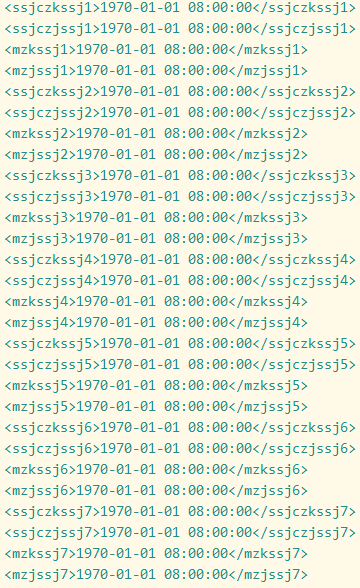 <ssjczkssj1>1970-01-01 08:00:00</ssjczkssj1>
<ssjczjssj1>1970-01-01 08:00:00</ssjczjssj1>
<mzkssj1>1970-01-01 08:00:00</mzkssj1>
<mzjssj1>1970-01-01 08:00:00</mzjssj1>
<ssjczkssj2>1970-01-01 08:00:00</ssjczkssj2>
<ssjczjssj2>1970-01-01 08:00:00</ssjczjssj2>
<mzkssj2>1970-01-01 08:00:00</mzkssj2>
<mzjssj2>1970-01-01 08:00:00</mzjssj2>
<ssjczkssj3>1970-01-01 08:00:00</ssjczkssj3>
<ssjczjssj3>1970-01-01 08:00:00</ssjczjssj3>
<mzkssj3>1970-01-01 08:00:00</mzkssj3>
<mzjssj3>1970-01-01 08:00:00</mzjssj3>
<ssjczkssj4>1970-01-01 08:00:00</ssjczkssj4>
<ssjczjssj4>1970-01-01 08:00:00</ssjczjssj4>
<mzkssj4>1970-01-01 08:00:00</mzkssj4>
<mzjssj4>1970-01-01 08:00:00</mzjssj4>
<ssjczkssj5>1970-01-01 08:00:00</ssjczkssj5>
<ssjczjssj5>1970-01-01 08:00:00</ssjczjssj5>
<mzkssj5>1970-01-01 08:00:00</mzkssj5>
<mzjssj5>1970-01-01 08:00:00</mzjssj5>
<ssjczkssj6>1970-01-01 08:00:00</ssjczkssj6>
<ssjczjssj6>1970-01-01 08:00:00</ssjczjssj6>
<mzkssj6>1970-01-01 08:00:00</mzkssj6>
<mzjssj6>1970-01-01 08:00:00</mzjssj6>
<ssjczkssj7>1970-01-01 08:00:00</ssjczkssj7>
<ssjczjssj7>1970-01-01 08:00:00</ssjczjssj7>
<mzkssj7>1970-01-01 08:00:00</mzkssj7>
<mzjssj7>1970-01-01 08:00:00</mzjssj7>